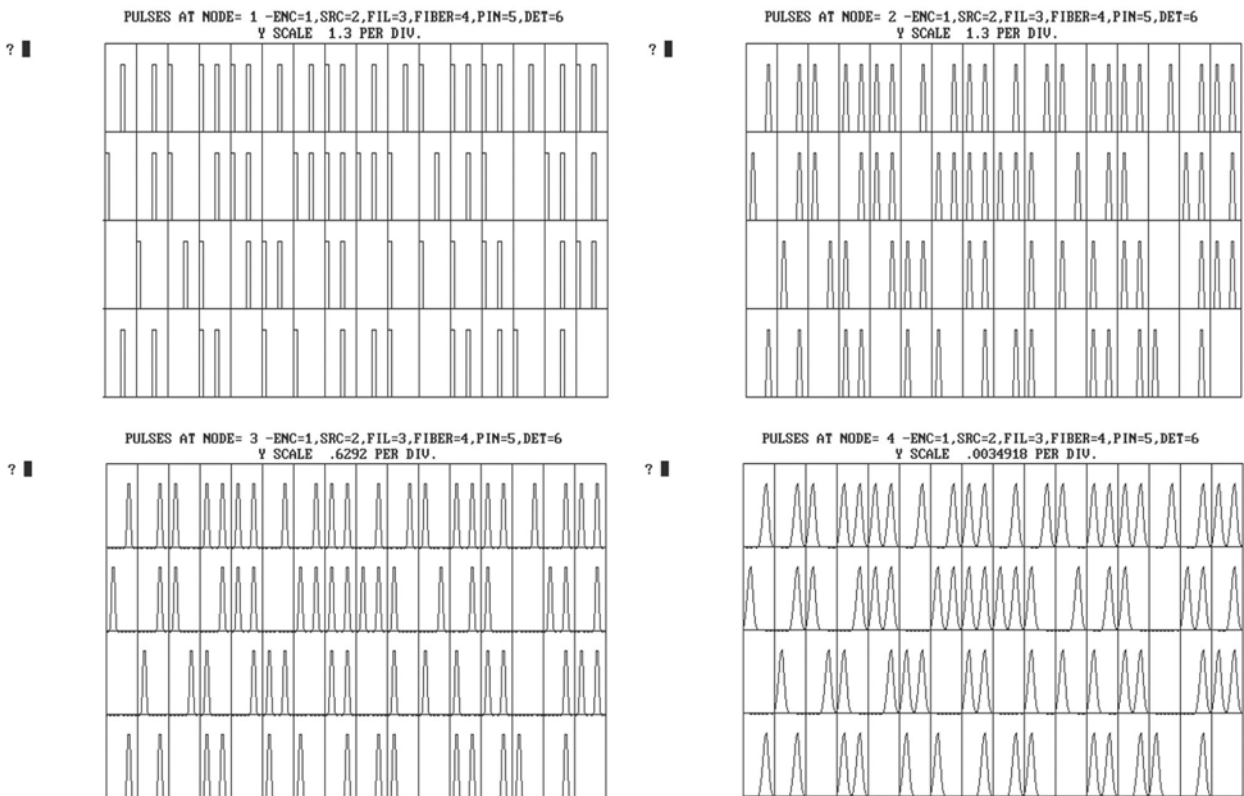 PULSES AT NODE= 1 -ENC=1,SRC=2,FIL=3,FIBER=4,PIN=5,DET=6
Y SCALE 1.3 PER DIV.
?
PULSES AT NODE= 2 -ENC=1,SRC=2,FIL=3,FIBER=4,PIN=5,DET=6
Y SCALE 1.3 PER DIV.
?
PULSES AT NODE= 3 -ENC=1,SRC=2,FIL=3,FIBER=4,PIN=5,DET=6
Y SCALE .6292 PER DIV.
?
PULSES AT NODE= 4 -ENC=1,SRC=2,FIL=3,FIBER=4,PIN=5,DET=6
Y SCALE .0034918 PER DIV.
?